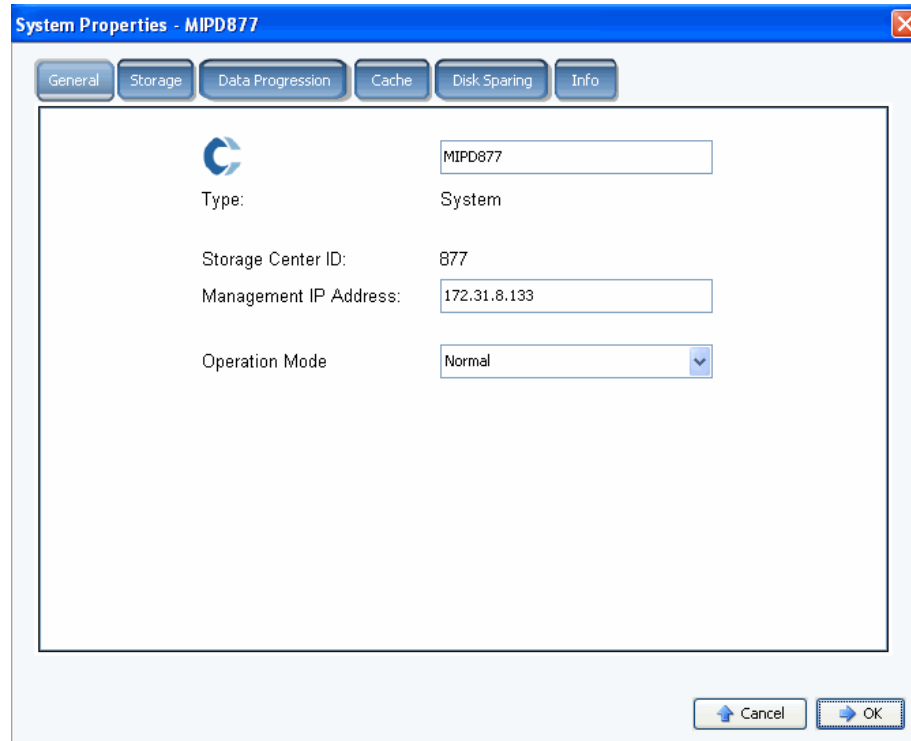 System Properties - MIPD877
General Storage Data Progression Cache Disk Sparing Info
MIPD877
Type: System
Storage Center ID: 877
Management IP Address: 172.31.8.133
Operation Mode Normal
Cancel OK